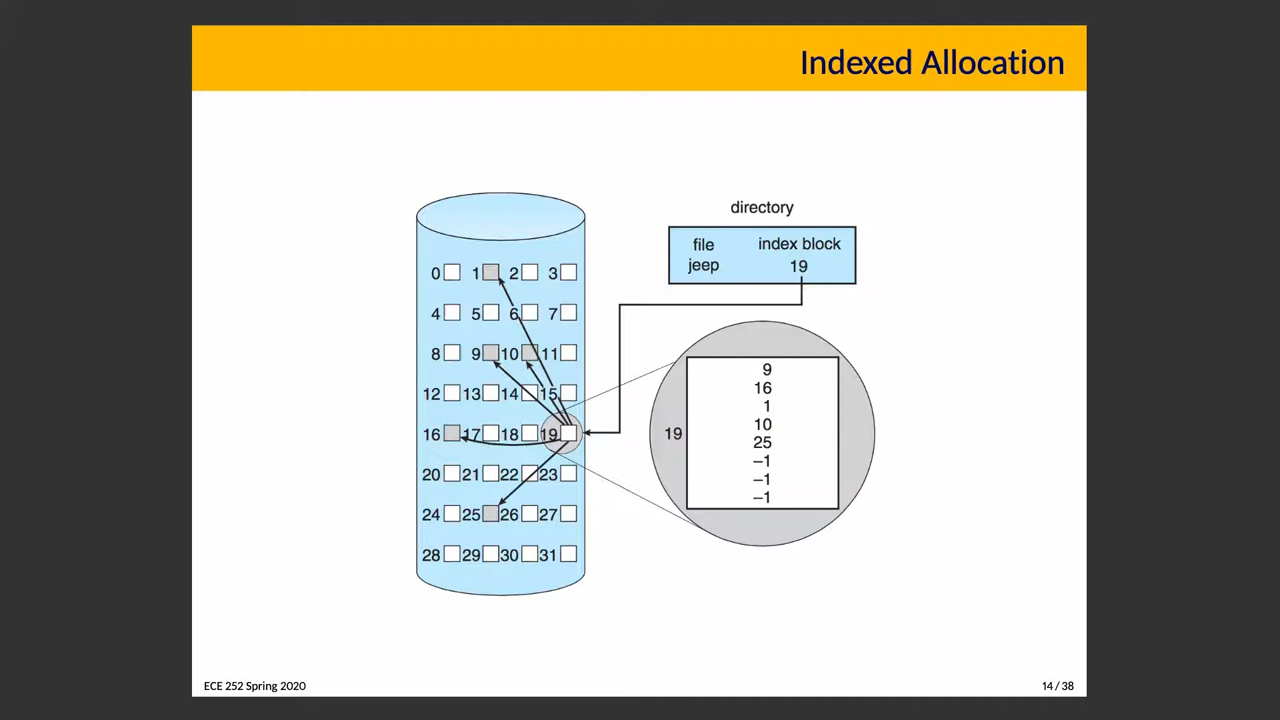 Indexed Allocation
directory
file index block
jeep 19
0 1 2 3
4 5 6 7
8 9 10 11
12 13 14 15
16 17 18 19
20 21 22 23
24 25 26 27
28 29 30 31
19
9
16
1
10
25
–1
–1
–1
ECE 252 Spring 2020
14 / 38